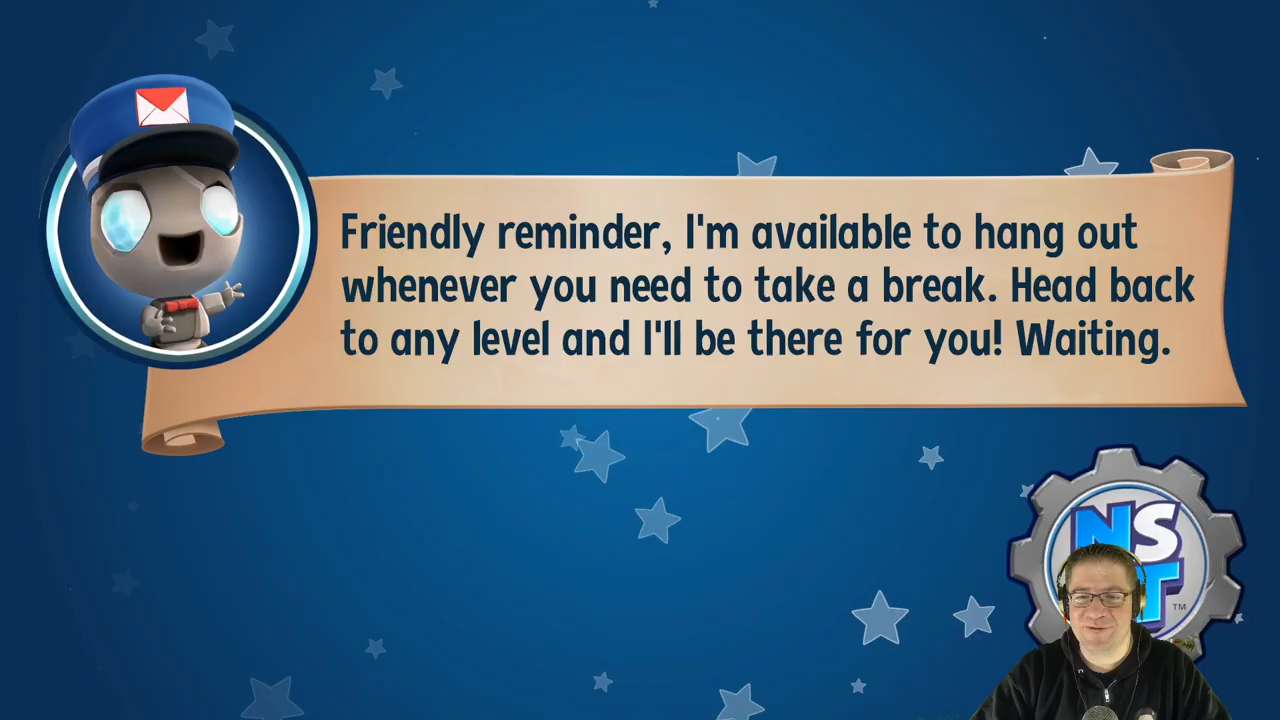 Friendly reminder, I'm available to hang out
whenever you need to take a break. Head back
to any level and I'll be there for you! Waiting.
NS
T™